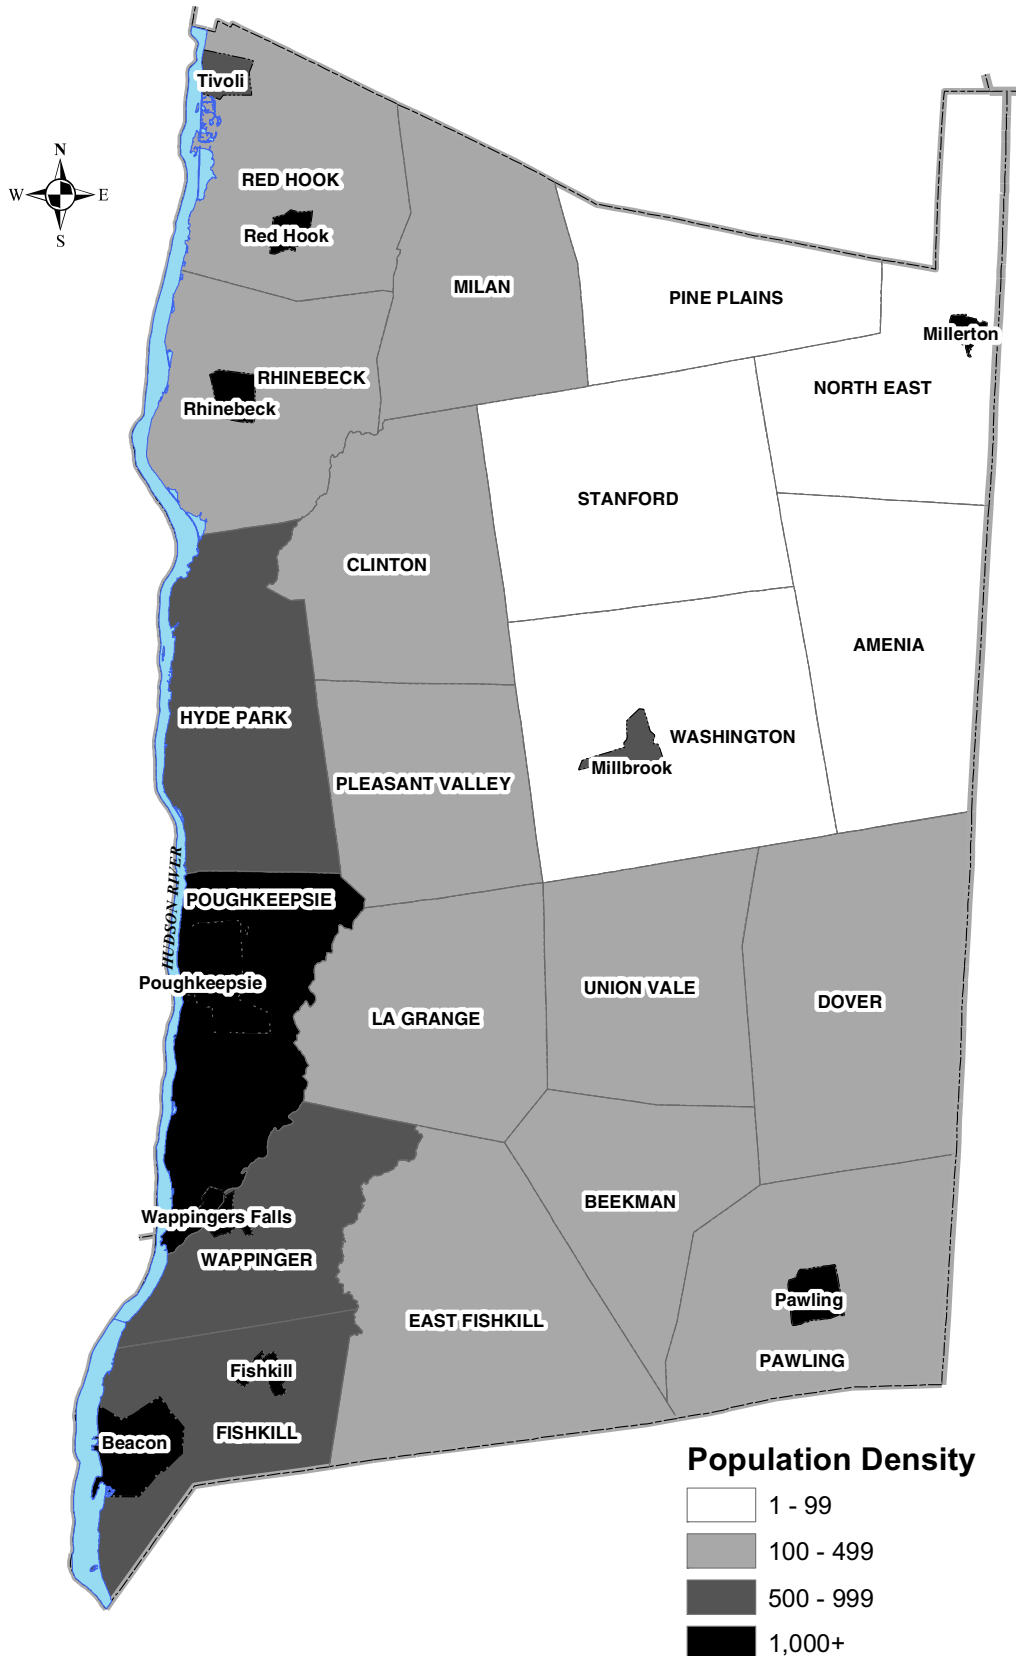 Tivoli
N
W E
S
RED HOOK
Red Hook
MILAN
PINE PLAINS
Millerton
RHINEBECK
NORTH EAST
Rhinebeck
STANFORD
CLINTON
AMENIA
HYDE PARK
WASHINGTON
Millbrook
PLEASANT VALLEY
HUDSON RIVER
POUGHKEEPSIE
Poughkeepsie
UNION VALE
DOVER
LA GRANGE
BEEKMAN
Wappingers Falls
WAPPINGER
Pawling
EAST FISHKILL
PAWLING
Fishkill
FISHKILL
Beacon
Population Density
1 - 99
100 - 499
500 - 999
1,000+